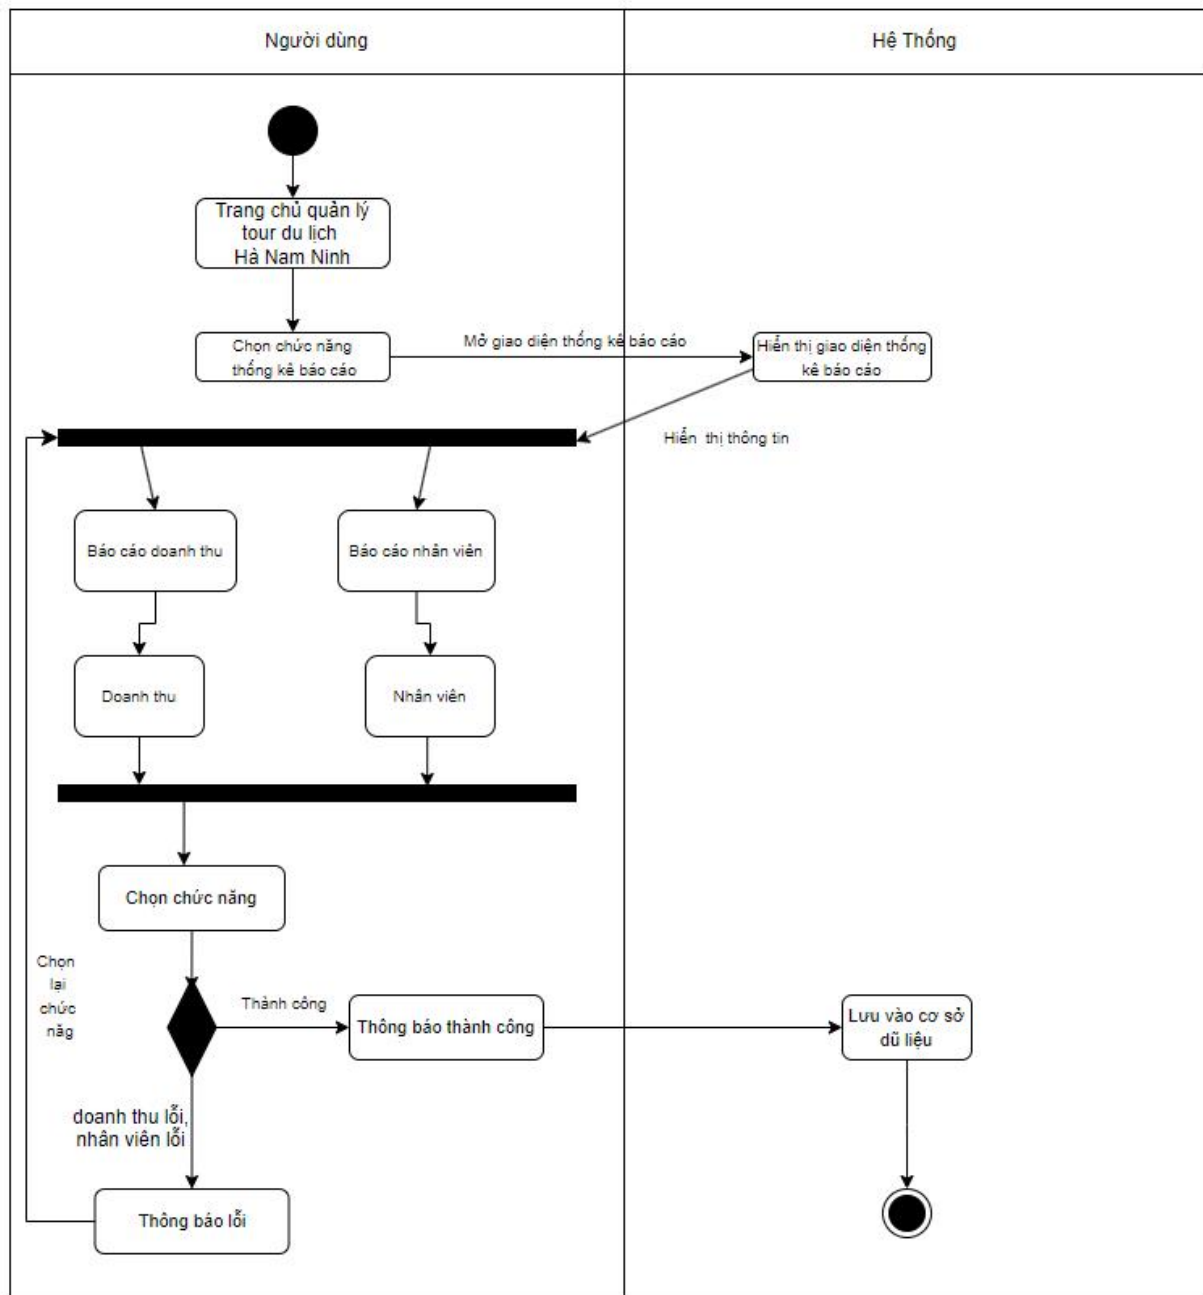 Người dùng
Hệ Thống
Trang chủ quản lý
tour du lịch
Hà Nam Ninh
Chọn chức năng
thống kê báo cáo
Mở giao diện thống kê báo cáo
Hiển thị giao diện thống
kê báo cáo
Hiển thị thông tin
Báo cáo doanh thu
Báo cáo nhân viên
Doanh thu
Nhân viên
Chọn chức năng
Chọn
lại
chức
năg
Thành công
Thông báo thành công
Lưu vào cơ sở
dũ liệu
doanh thu lỗi,
nhân viên lỗi
Thông báo lỗi